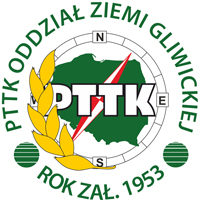 PTTK ODDZIAŁ ZIEMI GLIWICKIEJ
N
PTTK
E
S
ROK ZAŁ. 1953